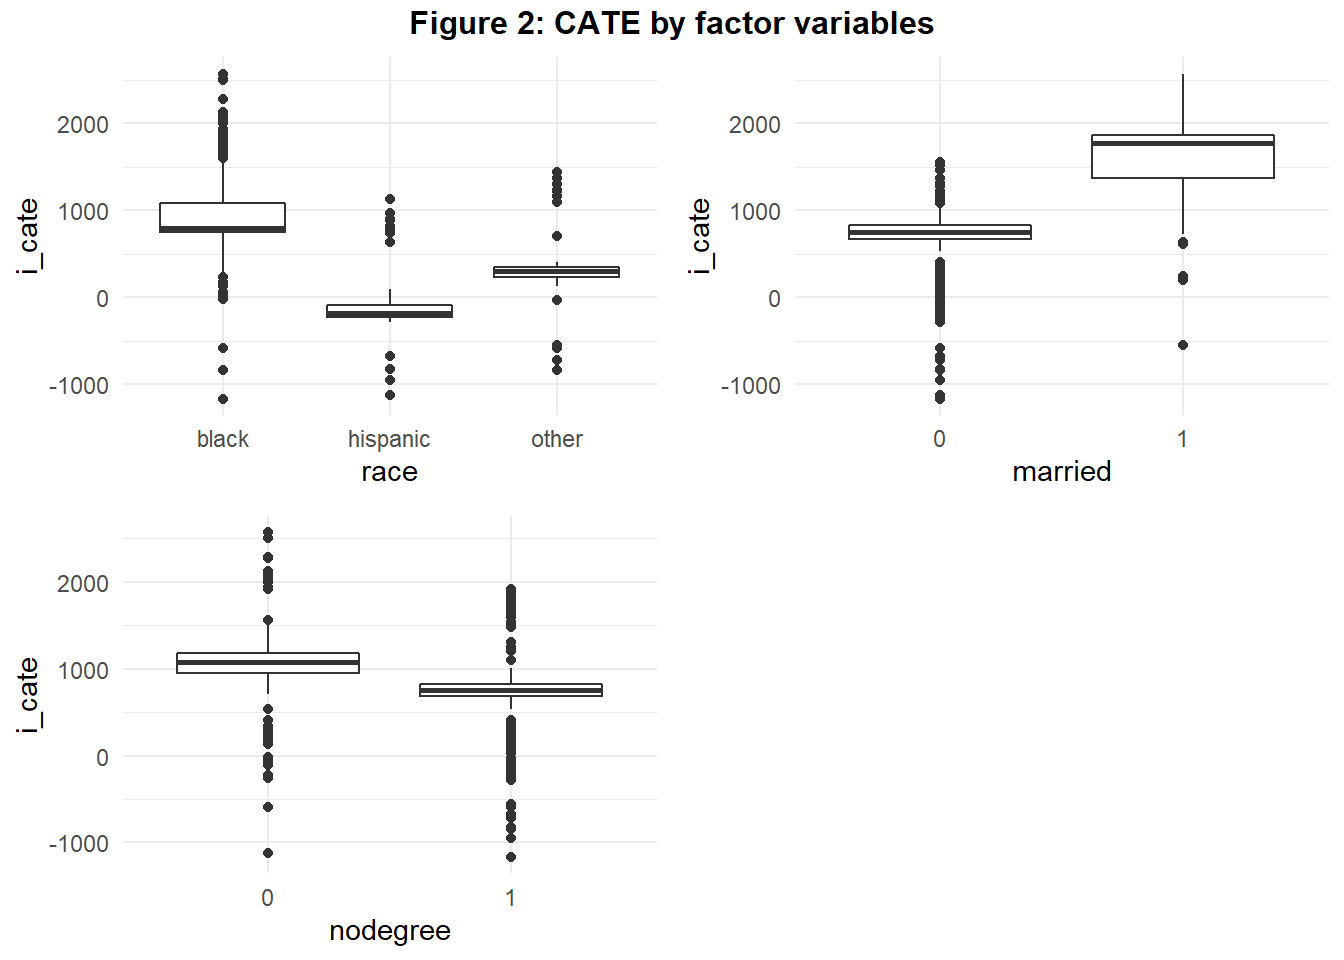 Figure 2: CATE by factor variables
2000
1000
0
-1000
i_cate
black hispanic other
race
2000
1000
0
-1000
i_cate
0 1
married
2000
1000
0
-1000
i_cate
0 1
nodegree